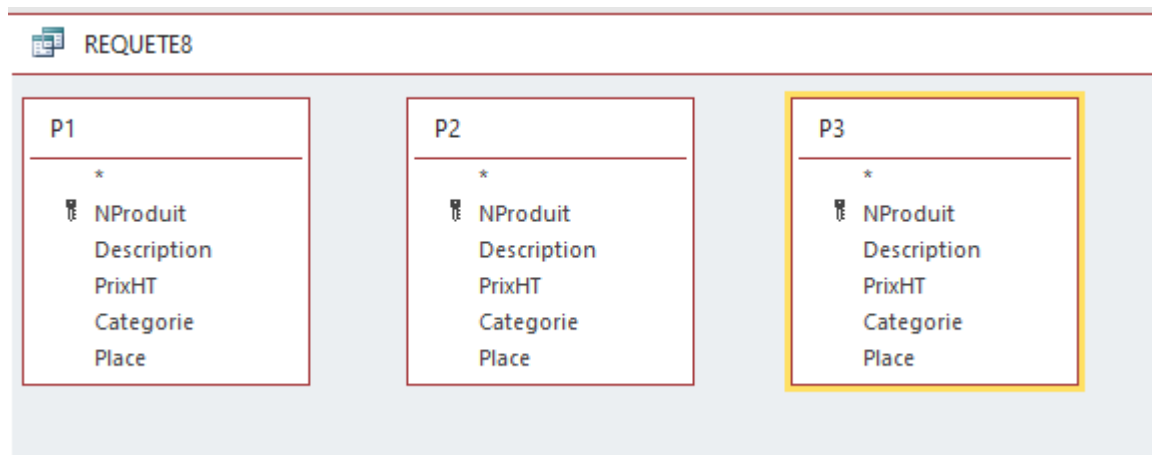 REQUETE8
P1
*
NProduit
Description
PrixHT
Categorie
Place
P2
*
NProduit
Description
PrixHT
Categorie
Place
P3
*
NProduit
Description
PrixHT
Categorie
Place